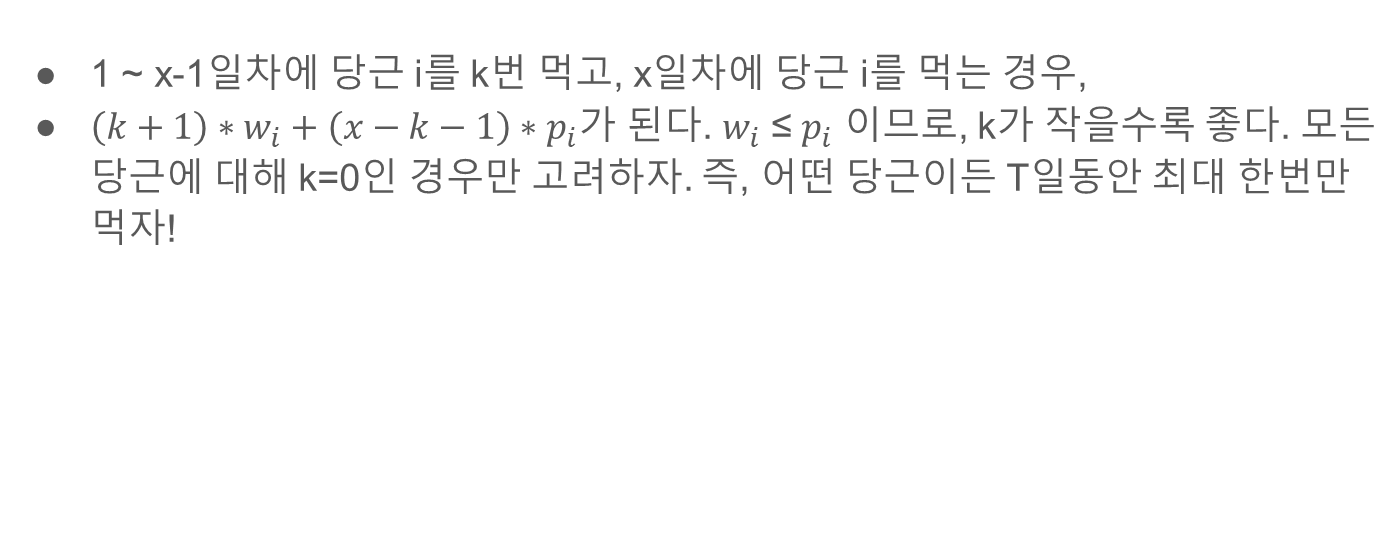 ● 1 ~ x-1일차에 당근 i를 k번 먹고, x일차에 당근 i를 먹는 경우,
● (k + 1) ∗ wᵢ + (x − k − 1) ∗ pᵢ가 된다. wᵢ ≤ pᵢ 이므로, k가 작을수록 좋다. 모든
당근에 대해 k=0인 경우만 고려하자. 즉, 어떤 당근이든 T일동안 최대 한번만
먹자!